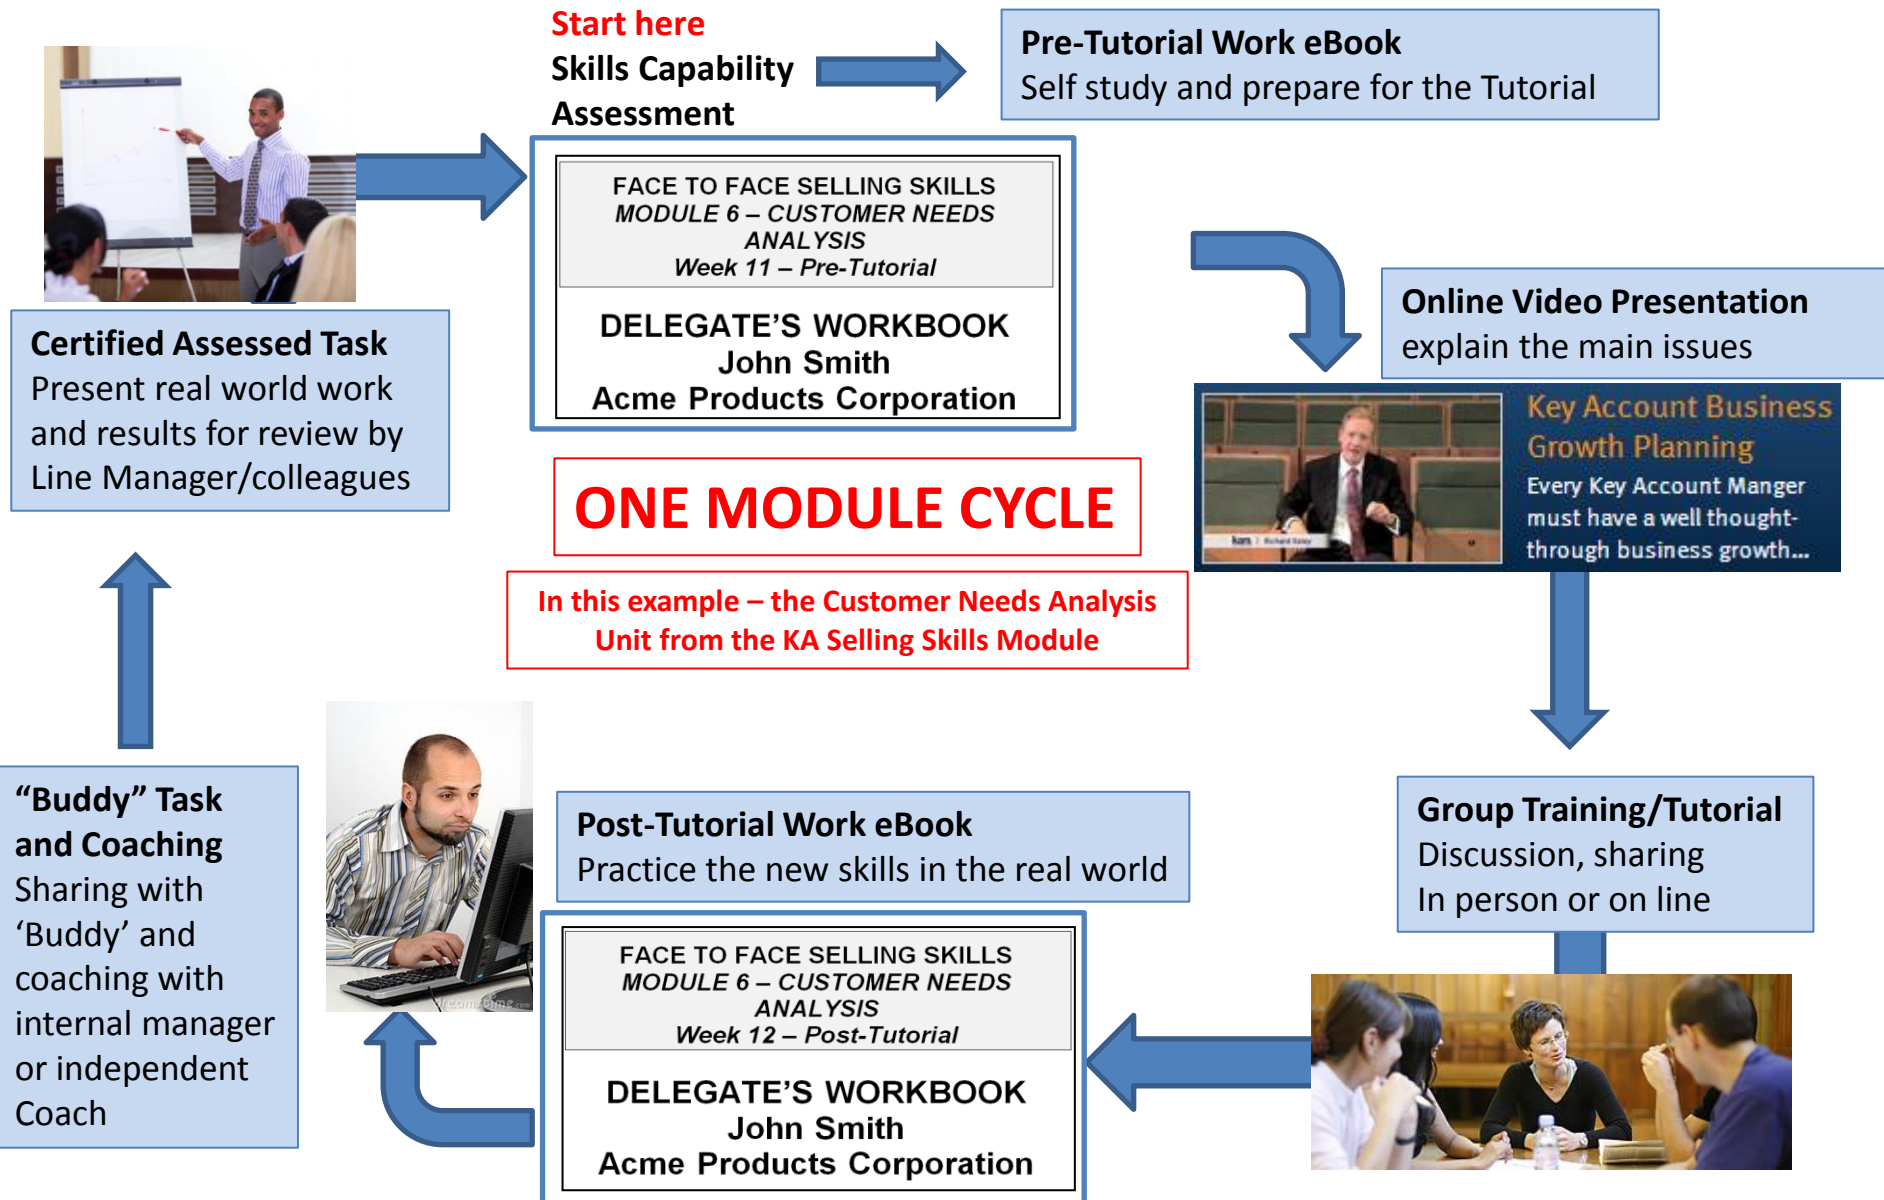 Start here
Skills Capability
Assessment
Pre-Tutorial Work eBook
Self study and prepare for the Tutorial
FACE TO FACE SELLING SKILLS
MODULE 6 – CUSTOMER NEEDS
ANALYSIS
Week 11 – Pre-Tutorial
DELEGATE’S WORKBOOK
John Smith
Acme Products Corporation
Online Video Presentation
explain the main issues
Key Account Business
Growth Planning
Every Key Account Manger
must have a well thought-
through business growth...
Certified Assessed Task
Present real world work
and results for review by
Line Manager/colleagues
ONE MODULE CYCLE
In this example – the Customer Needs Analysis
Unit from the KA Selling Skills Module
Group Training/Tutorial
Discussion, sharing
In person or on line
Post-Tutorial Work eBook
Practice the new skills in the real world
FACE TO FACE SELLING SKILLS
MODULE 6 – CUSTOMER NEEDS
ANALYSIS
Week 12 – Post-Tutorial
DELEGATE’S WORKBOOK
John Smith
Acme Products Corporation
“Buddy” Task
and Coaching
Sharing with
‘Buddy’ and
coaching with
internal manager
or independent
Coach
dreamstime.com